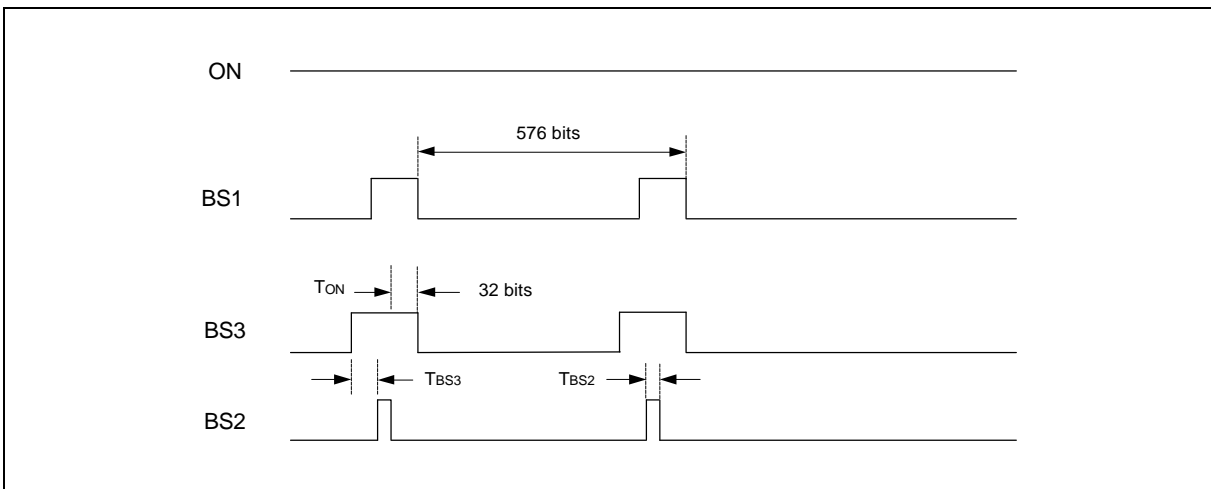 ON
576 bits
BS1
TON
32 bits
BS3
TBS3
TBS2
BS2